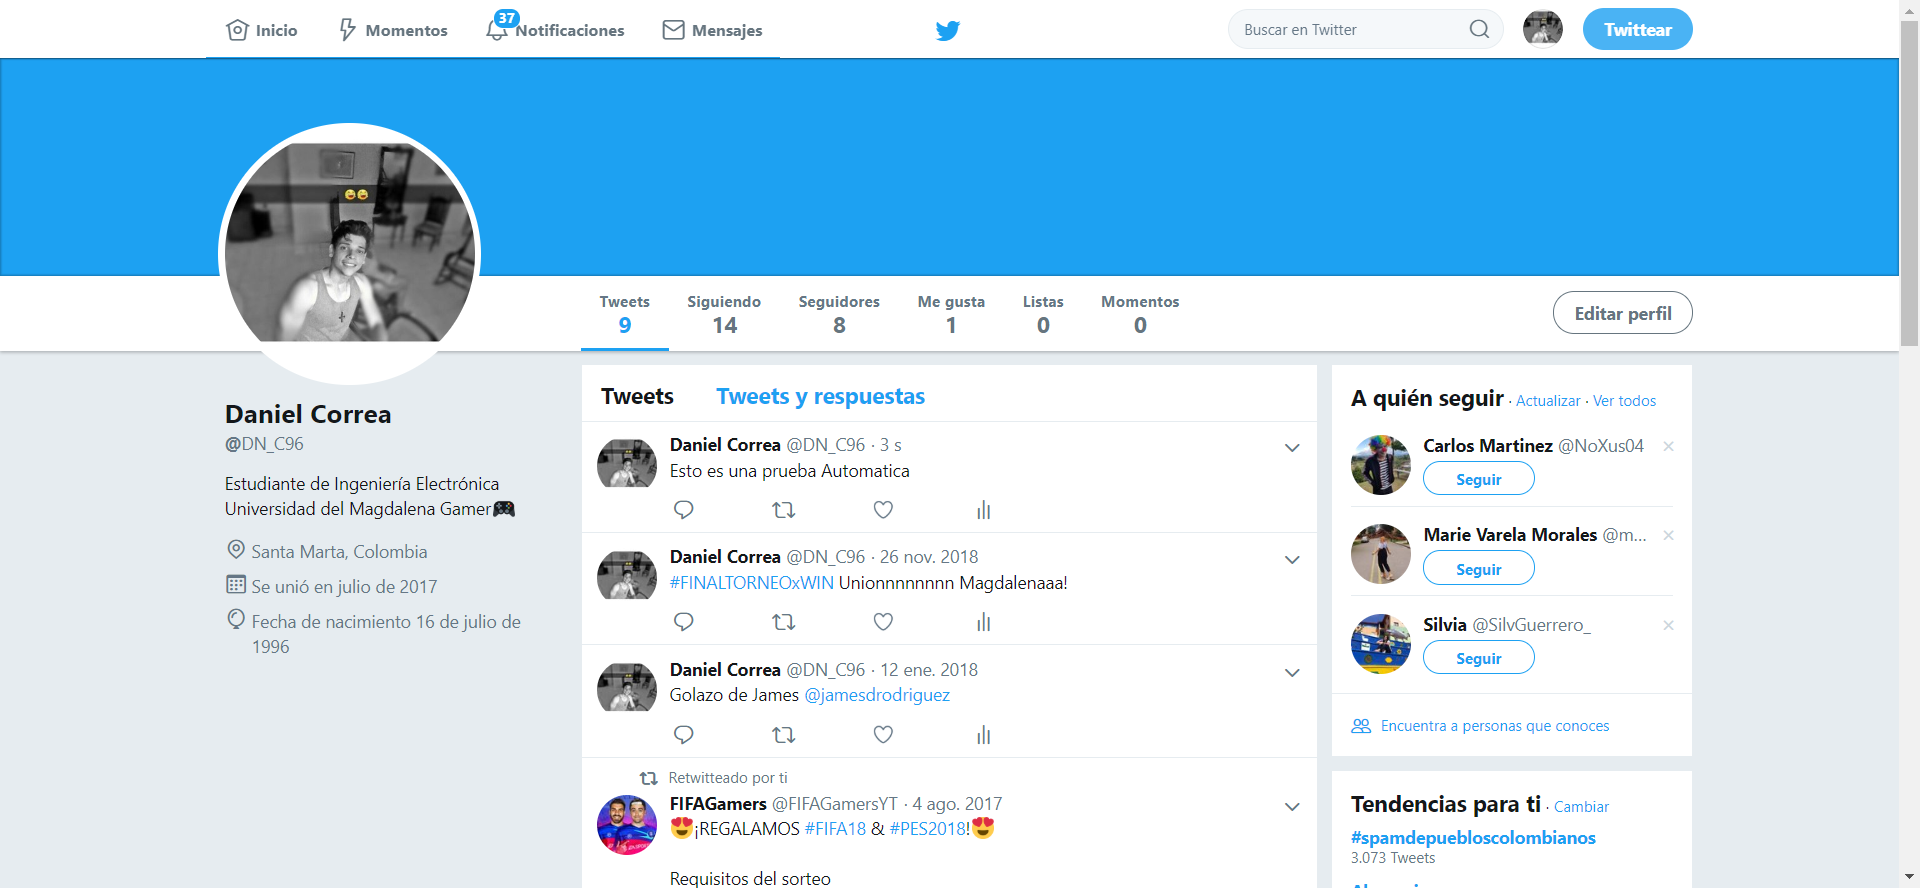 Inicio
Momentos
37
Notificaciones
Mensajes
Buscar en Twitter
Twittear
Tweets
9
Siguiendo
14
Seguidores
8
Me gusta
1
Listas
0
Momentos
0
Editar perfil
Daniel Correa
@DN_C96
Estudiante de Ingeniería Electrónica
Universidad del Magdalena Gamer🎮
Santa Marta, Colombia
Se unió en julio de 2017
Fecha de nacimiento 16 de julio de
1996
Tweets Tweets y respuestas
Daniel Correa @DN_C96 · 3 s
Esto es una prueba Automatica
Daniel Correa @DN_C96 · 26 nov. 2018
#FINALTORNEOxWIN Unionnnnnnnn Magdalenaaa!
Daniel Correa @DN_C96 · 12 ene. 2018
Golazo de James @jamesdrodriguez
Retwitteado por ti
FIFAGamers @FIFAGamersYT · 4 ago. 2017
😍¡REGALAMOS #FIFA18 & #PES2018!😍
Requisitos del sorteo
A quién seguir · Actualizar · Ver todos
Carlos Martinez @NoXus04
Seguir
Marie Varela Morales @m...
Seguir
Silvia @SilvGuerrero_
Seguir
Encuentra a personas que conoces
Tendencias para ti · Cambiar
#spamdepuebloscolombianos
3.073 Tweets